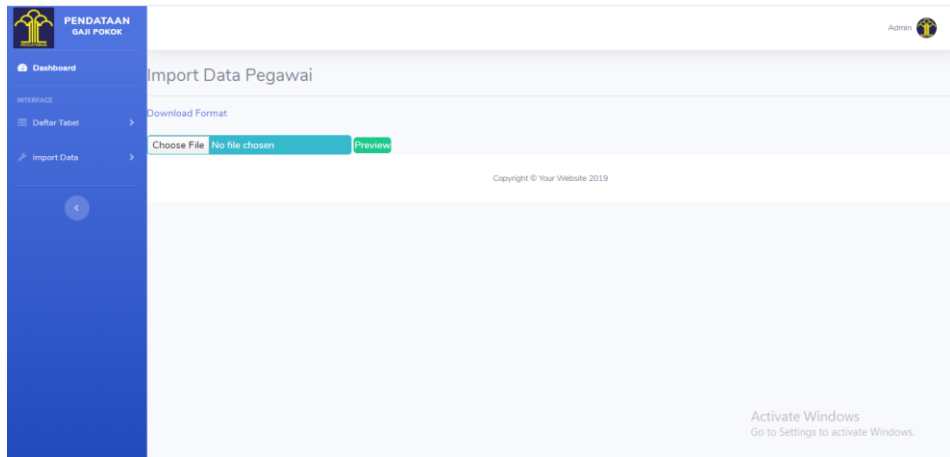 PENDATAAN
GAJI POKOK
Admin
Dashboard
Import Data Pegawai
INTERFACE
Download Format
Daftar Tabel
Choose File No file chosen Preview
Import Data
Copyright © Your Website 2019
Activate Windows
Go to Settings to activate Windows.